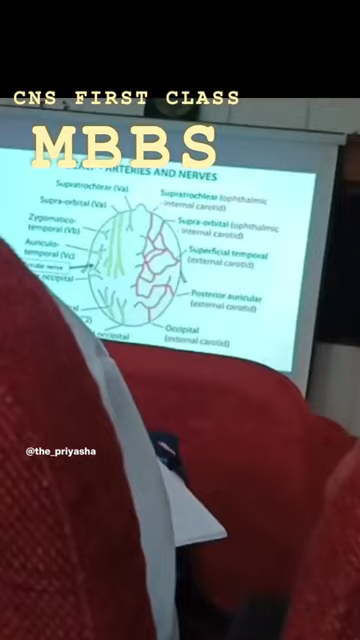 CNS FIRST CLASS
MBBS
ARTERIES AND NERVES
Supratrochlear (Va)
Supra-orbital (Va)
Zygomatico-
temporal (Vb)
Auriculo-
temporal (Vc)
nerve
occipital
occipital
Supratrochlear (ophthalmic
internal carotid)
Supra-orbital (ophthalmic
internal carotid)
Superficial temporal
(external carotid)
Posterior auricular
(external carotid)
Occipital
(external carotid)
@the_priyasha